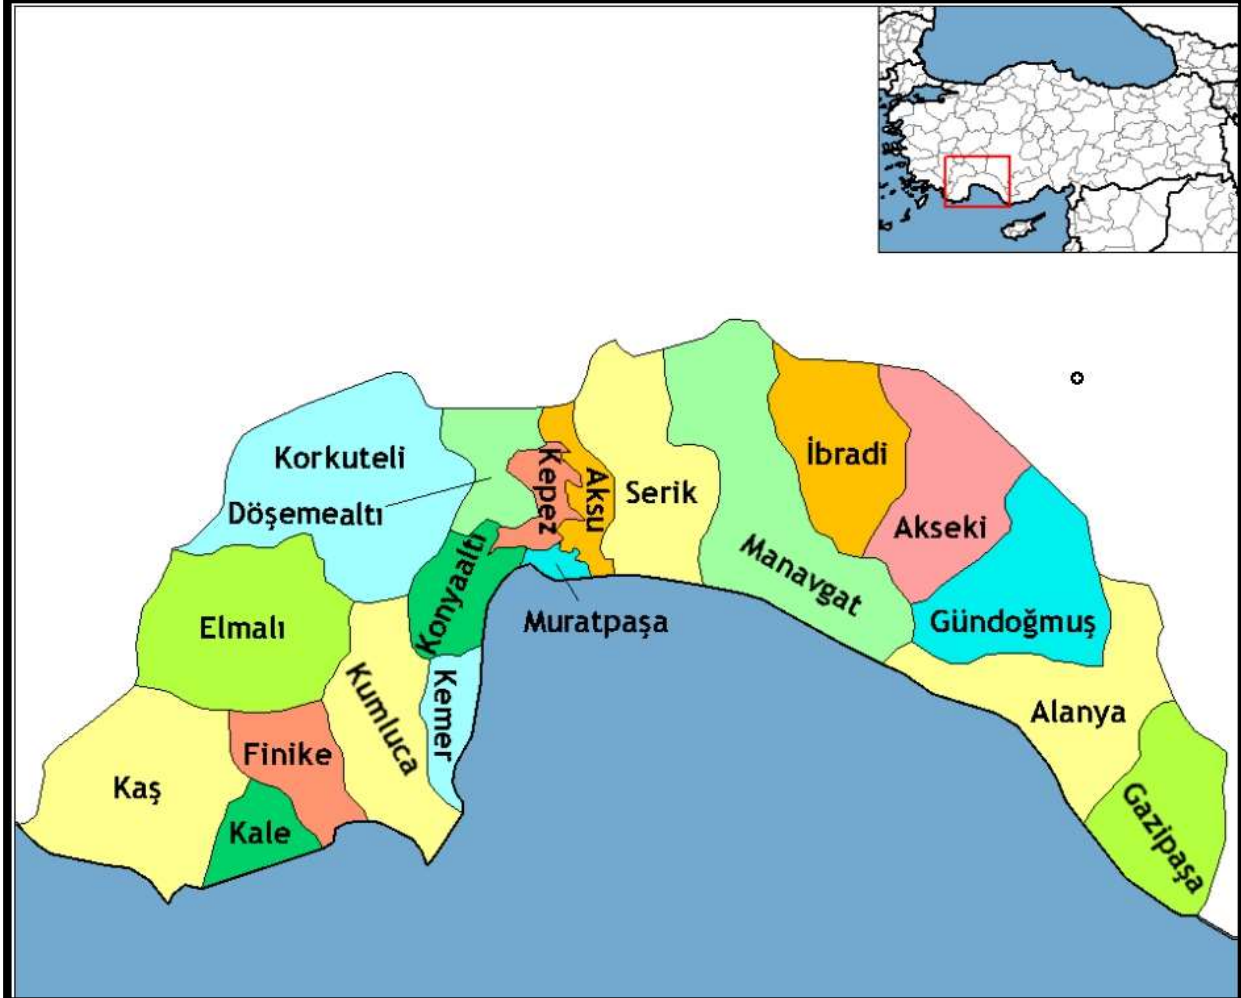 Korkuteli
Döşemealtı
Kepez
Aksu
Serik
İbradi
Akseki
Manavgat
Gündoğmuş
Konyaaltı
Muratpaşa
Elmalı
Kumluca
Kemer
Alanya
Finike
Kaş
Kale
Gazipaşa